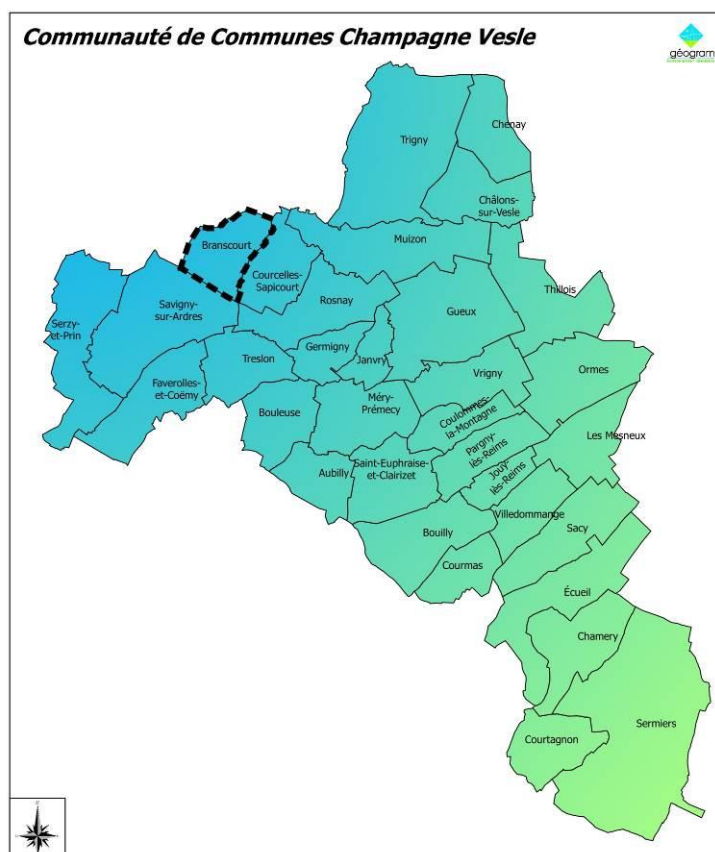 Communauté de Communes Champagne Vesle
géogram
Chenay
Trigny
Châlons-
sur-Vesle
Muizon
Branscourt
Courcelles-
Sapicourt
Thillois
Rosnay
Savigny-
sur-Ardres
Gueux
Serzy-
et-Prin
Germigny
Janvry
Treslon
Ormes
Vrigny
Faverolles-
et-Coëmy
Méry-
Prémecy
Bouleuse
Coulommes-
la-Montagne
Les Mesneux
Pargny-
lès-Reims
Saint-Euphraise-
et-Clairizet
Aubilly
Jouy-
lès-Reims
Villedommange
Sacy
Bouilly
Courmas
Écueil
Chamery
Sermiers
Courtagnon